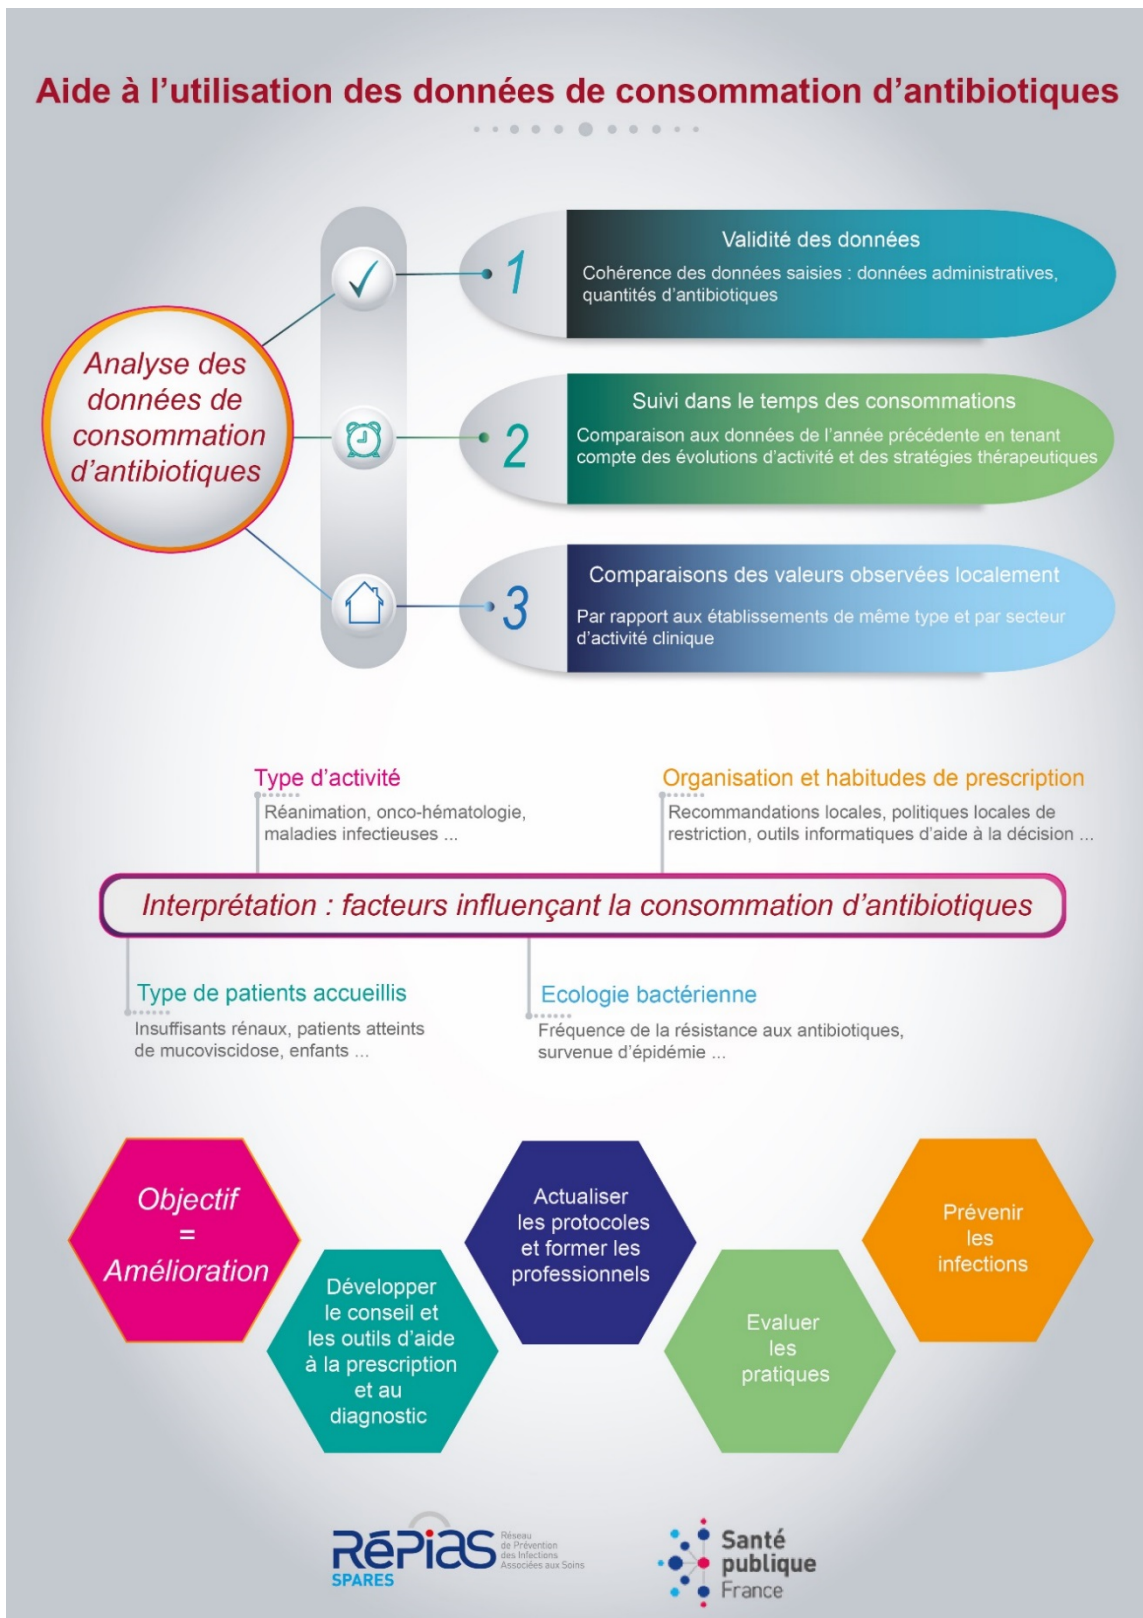 Aide à l’utilisation des données de consommation d’antibiotiques
Analyse des
données de
consommation
d’antibiotiques
1
Validité des données
Cohérence des données saisies : données administratives,
quantités d’antibiotiques
2
Suivi dans le temps des consommations
Comparaison aux données de l’année précédente en tenant
compte des évolutions d’activité et des stratégies thérapeutiques
3
Comparaisons des valeurs observées localement
Par rapport aux établissements de même type et par secteur
d’activité clinique
Type d’activité
Réanimation, onco-hématologie,
maladies infectieuses ...
Organisation et habitudes de prescription
Recommandations locales, politiques locales de
restriction, outils informatiques d’aide à la décision ...
Interprétation : facteurs influençant la consommation d’antibiotiques
Type de patients accueillis
Insuffisants rénaux, patients atteints
de mucoviscidose, enfants ...
Ecologie bactérienne
Fréquence de la résistance aux antibiotiques,
survenue d’épidémie ...
Objectif
=
Amélioration
Développer
le conseil et
les outils d’aide
à la prescription
et au
diagnostic
Actualiser
les protocoles
et former les
professionnels
Evaluer
les
pratiques
Prévenir
les
infections
RéPias
SPARES
Réseau
de Prévention
des Infections
Associées aux Soins
Santé
publique
France